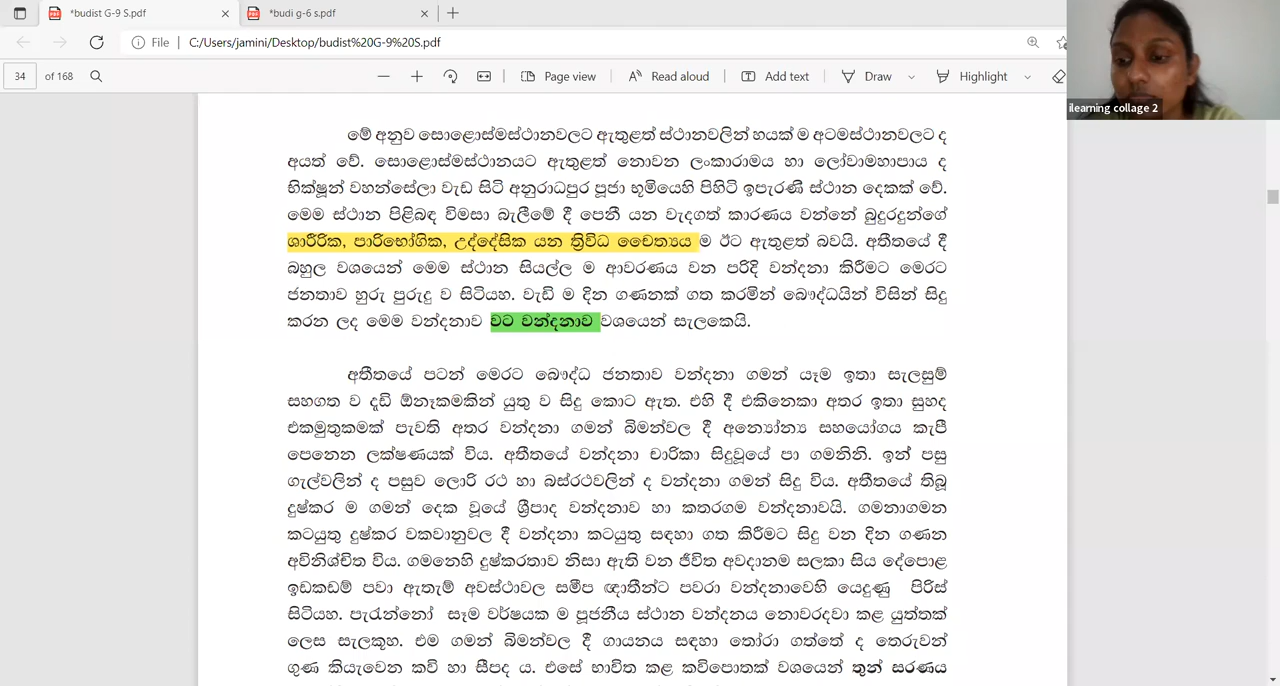 *budist G-9 S.pdf
*budi g-6 s.pdf
File
C:/Users/jamini/Desktop/budist%20G-9%20S.pdf
34 of 168
Page view
Read aloud
Add text
Draw
Highlight
ilearning collage 2
මේ අනුව සොළොස්මස්ථානවලට ඇතුළත් ස්ථානවලින් හයක් ම අටමස්ථානවලට ද
අයත් වේ. සොළොස්මස්ථානයට ඇතුළත් නොවන ලංකාරාමය හා ලෝවාමහාපාය ද
භික්ෂූන් වහන්සේලා වැඩ සිටි අනුරාධපුර පූජා භූමියෙහි පිහිටි ඉපැරණි ස්ථාන දෙකක් වේ.
මෙම ස්ථාන පිළිබඳ විමසා බැලීමේ දී පෙනී යන වැදගත් කාරණය වන්නේ බුදුරදුන්ගේ
ශාරීරික, පාරිභෝගික, උද්දේසික යන ත්‍රිවිධ චෛත්‍යය ම ඊට ඇතුළත් බවයි. අතීතයේ දී
බහුල වශයෙන් මෙම ස්ථාන සියල්ල ම ආවරණය වන පරිදි වන්දනා කිරීමට මෙරට
ජනතාව හුරු පුරුදු ව සිටියහ. වැඩි ම දින ගණනක් ගත කරමින් බෞද්ධයින් විසින් සිදු
කරන ලද මෙම වන්දනාව වට වන්දනාව වශයෙන් සැලකෙයි.
අතීතයේ පටන් මෙරට බෞද්ධ ජනතාව වන්දනා ගමන් යෑම ඉතා සැලසුම්
සහගත ව දැඩි ඕනෑකමකින් යුතු ව සිදු කොට ඇත. එහි දී එකිනෙකා අතර ඉතා සුහද
එකමුතුකමක් පැවති අතර වන්දනා ගමන් බිමන්වල දී අන්‍යෝන්‍ය සහයෝගය කැපී
පෙනෙන ලක්ෂණයක් විය. අතීතයේ වන්දනා චාරිකා සිදුවූයේ පා ගමනිනි. ඉන් පසු
ගැල්වලින් ද පසුව ලොරි රථ හා බස්රථවලින් ද වන්දනා ගමන් සිදු විය. අතීතයේ තිබූ
දුෂ්කර ම ගමන් දෙක වූයේ ශ්‍රීපාද වන්දනාව හා කතරගම වන්දනාවයි. ගමනාගමන
කටයුතු දුෂ්කර වකවානුවල දී වන්දනා කටයුතු සඳහා ගත කිරීමට සිදු වන දින ගණන
අවිනිශ්චිත විය. ගමනෙහි දුෂ්කරතාව නිසා ඇති වන ජීවිත අවදානම සලකා සිය දේපොළ
ඉඩකඩම් පවා ඇතැම් අවස්ථාවල සමීප ඥාතීන්ට පවරා වන්දනාවෙහි යෙදුණු පිරිස්
සිටියහ. පැරැන්නෝ සෑම වර්ෂයක ම පූජනීය ස්ථාන වන්දනය නොවරදවා කළ යුත්තක්
ලෙස සැලකූහ. එම ගමන් බිමන්වල දී ගායනය සඳහා තෝරා ගත්තේ ද තෙරුවන්
ගුණ කියැවෙන කවි හා සීපද ය. එසේ භාවිත කළ කවිපොතක් වශයෙන් තුන් සරණය